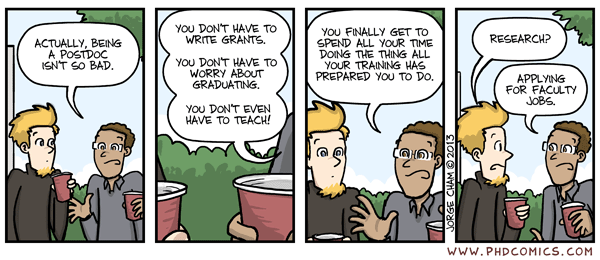 ACTUALLY, BEING
A POSTDOC
ISN'T SO BAD.
YOU DON'T HAVE TO
WRITE GRANTS.
YOU DON'T HAVE TO
WORRY ABOUT
GRADUATING.
YOU DON'T EVEN
HAVE TO TEACH!
YOU FINALLY GET TO
SPEND ALL YOUR TIME
DOING THE THING ALL
YOUR TRAINING HAS
PREPARED YOU TO DO.
RESEARCH?
APPLYING
FOR FACULTY
JOBS.
JORGE CHAM © 2013
WWW.PHDCOMICS.COM